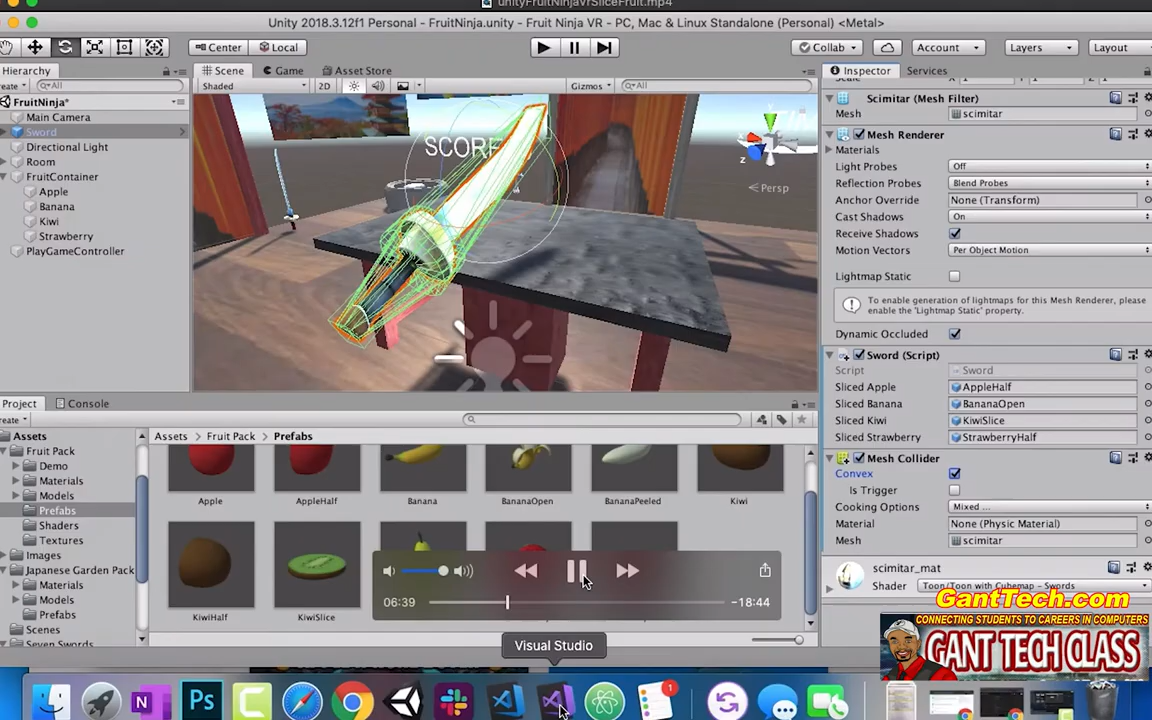 unityFruitNinjaVrSliceFruit.mp4
Unity 2018.3.12f1 Personal - FruitNinja.unity - Fruit Ninja VR - PC, Mac & Linux Standalone (Personal) <Metal>
Center
Local
Collab
Account
Layers
Layout
Hierarchy
Scene
Game
Asset Store
Inspector
Services
All
Shaded
2D
Gizmos
All
FruitNinja*
Main Camera
Sword
Directional Light
Room
FruitContainer
Apple
Banana
Kiwi
Strawberry
PlayGameController
SCORE
y
z
Persp
Scimitar (Mesh Filter)
Mesh
scimitar
Mesh Renderer
Materials
Light Probes
Off
Reflection Probes
Blend Probes
Anchor Override
None (Transform)
Cast Shadows
On
Receive Shadows
Motion Vectors
Per Object Motion
Lightmap Static
To enable generation of lightmaps for this Mesh Renderer, please
enable the 'Lightmap Static' property.
Dynamic Occluded
Sword (Script)
Script
Sword
Sliced Apple
AppleHalf
Sliced Banana
BananaOpen
Sliced Kiwi
KiwiSlice
Sliced Strawberry
StrawberryHalf
Mesh Collider
Convex
Is Trigger
Cooking Options
Mixed ...
Material
None (Physic Material)
Mesh
scimitar
scimitar_mat
Shader
Toon/Toon with Cubemap - Swords
Project
Console
Assets
Fruit Pack
Demo
Materials
Models
Prefabs
Shaders
Textures
Images
Japanese Garden Pack
Materials
Models
Prefabs
Scenes
Seven Swords
Assets
Fruit Pack
Prefabs
Apple
AppleHalf
Banana
BananaOpen
BananaPeeled
Kiwi
KiwiHalf
KiwiSlice
06:39
-18:44
Visual Studio
GantTech.com
CONNECTING STUDENTS TO CAREERS IN COMPUTERS
GANT TECH CLASS
N
Ps
1